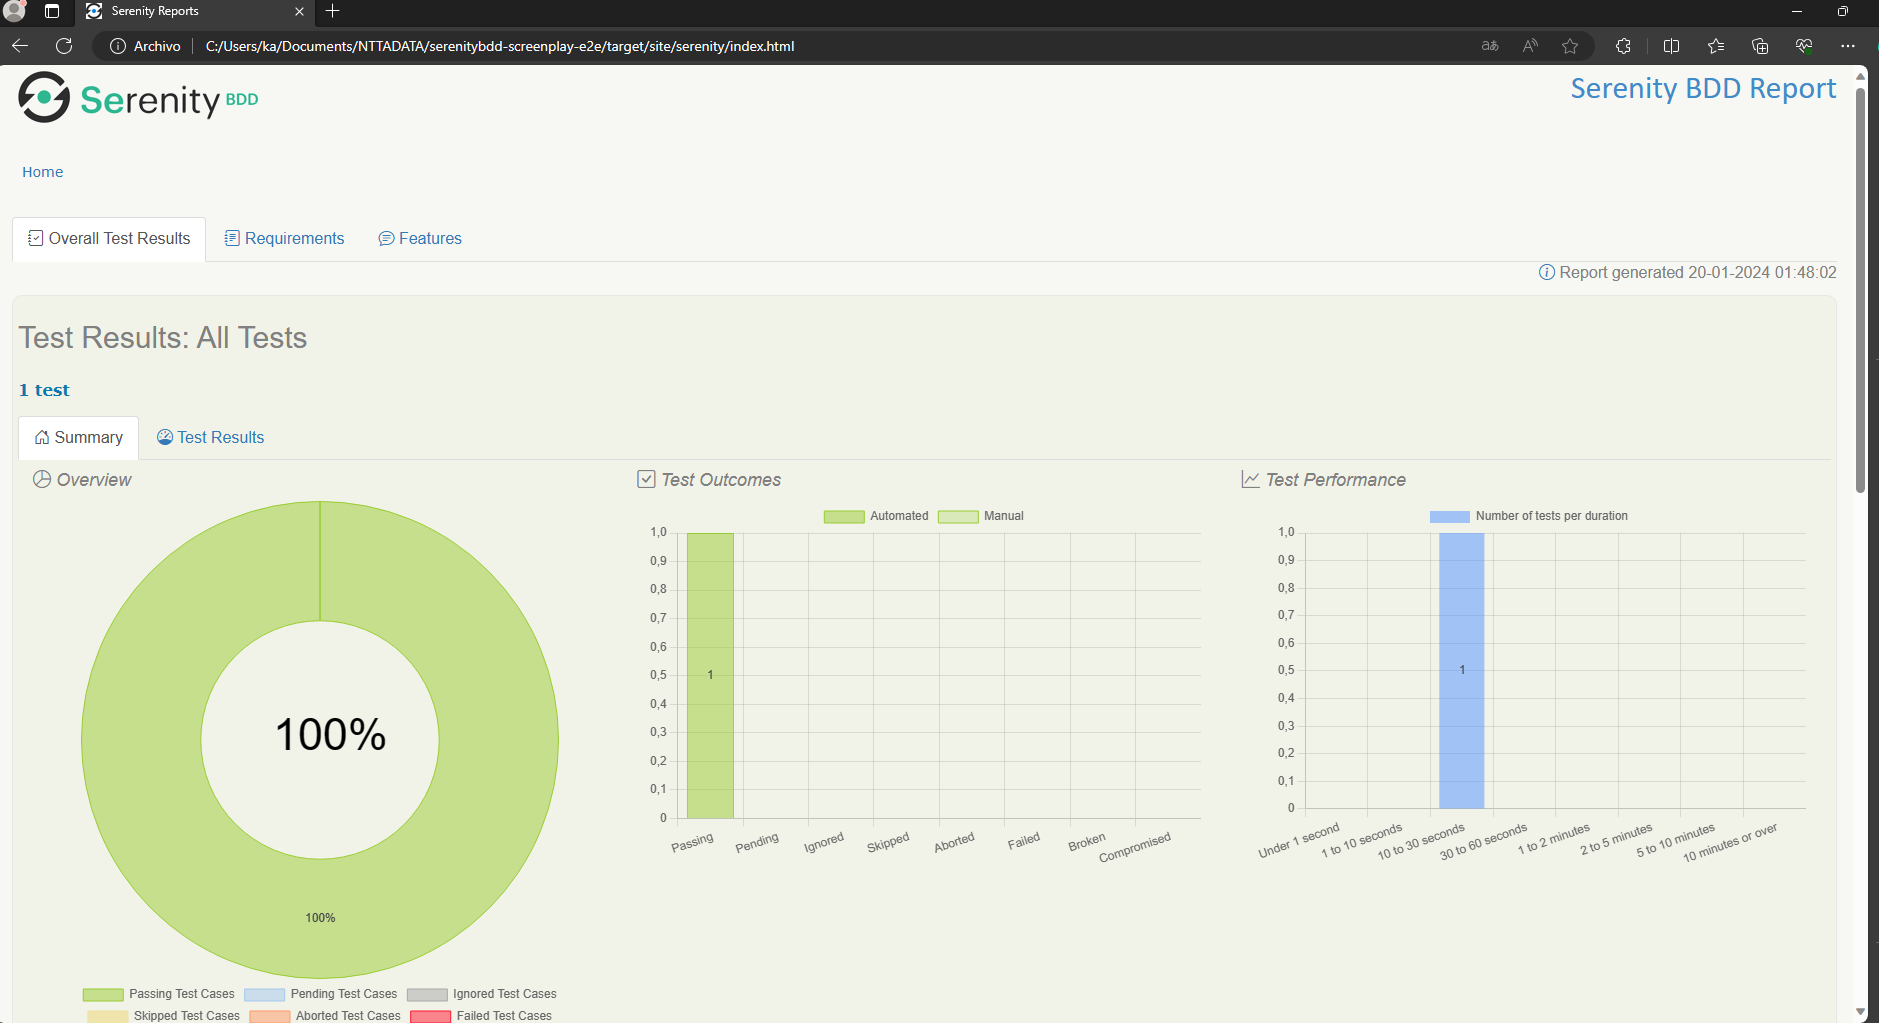 Serenity Reports
Archivo
C:/Users/ka/Documents/NTTADATA/serenitybdd-screenplay-e2e/target/site/serenity/index.html
Serenity BDD
Serenity BDD Report
Home
Overall Test Results
Requirements
Features
Report generated 20-01-2024 01:48:02
Test Results: All Tests
1 test
Summary
Test Results
Overview
100%
100%
Passing Test Cases
Pending Test Cases
Ignored Test Cases
Skipped Test Cases
Aborted Test Cases
Failed Test Cases
Test Outcomes
Automated
Manual
1,0
0,9
0,8
0,7
0,6
0,5
0,4
0,3
0,2
0,1
0
1
Passing
Pending
Ignored
Skipped
Aborted
Failed
Broken
Compromised
Test Performance
Number of tests per duration
1,0
0,9
0,8
0,7
0,6
0,5
0,4
0,3
0,2
0,1
0
1
Under 1 second
1 to 10 seconds
10 to 30 seconds
30 to 60 seconds
1 to 2 minutes
2 to 5 minutes
5 to 10 minutes
10 minutes or over